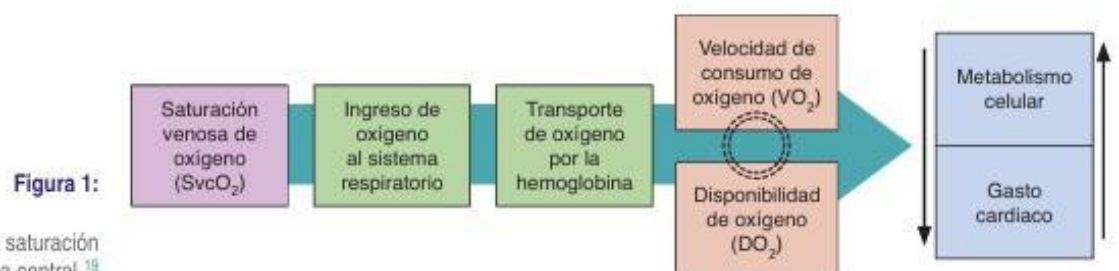 Saturación
venosa de
oxígeno
(SvcO₂)
Ingreso de
oxígeno
al sistema
respiratorio
Transporte
de oxígeno
por la
hemoglobina
Velocidad de
consumo de
oxígeno (VO₂)
Disponibilidad
de oxígeno
(DO₂)
Metabolismo
celular
Gasto
cardiaco
Figura 1:
saturación
central.¹⁹